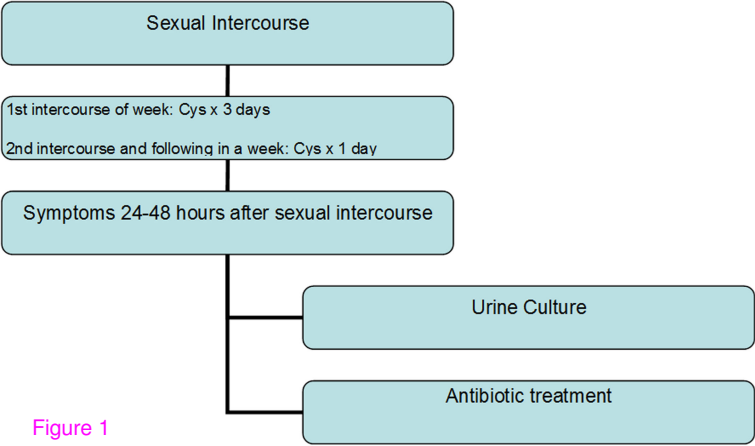 Sexual Intercourse
1st intercourse of week: Cys x 3 days
2nd intercourse and following in a week: Cys x 1 day
Symptoms 24-48 hours after sexual intercourse
Urine Culture
Antibiotic treatment
Figure 1